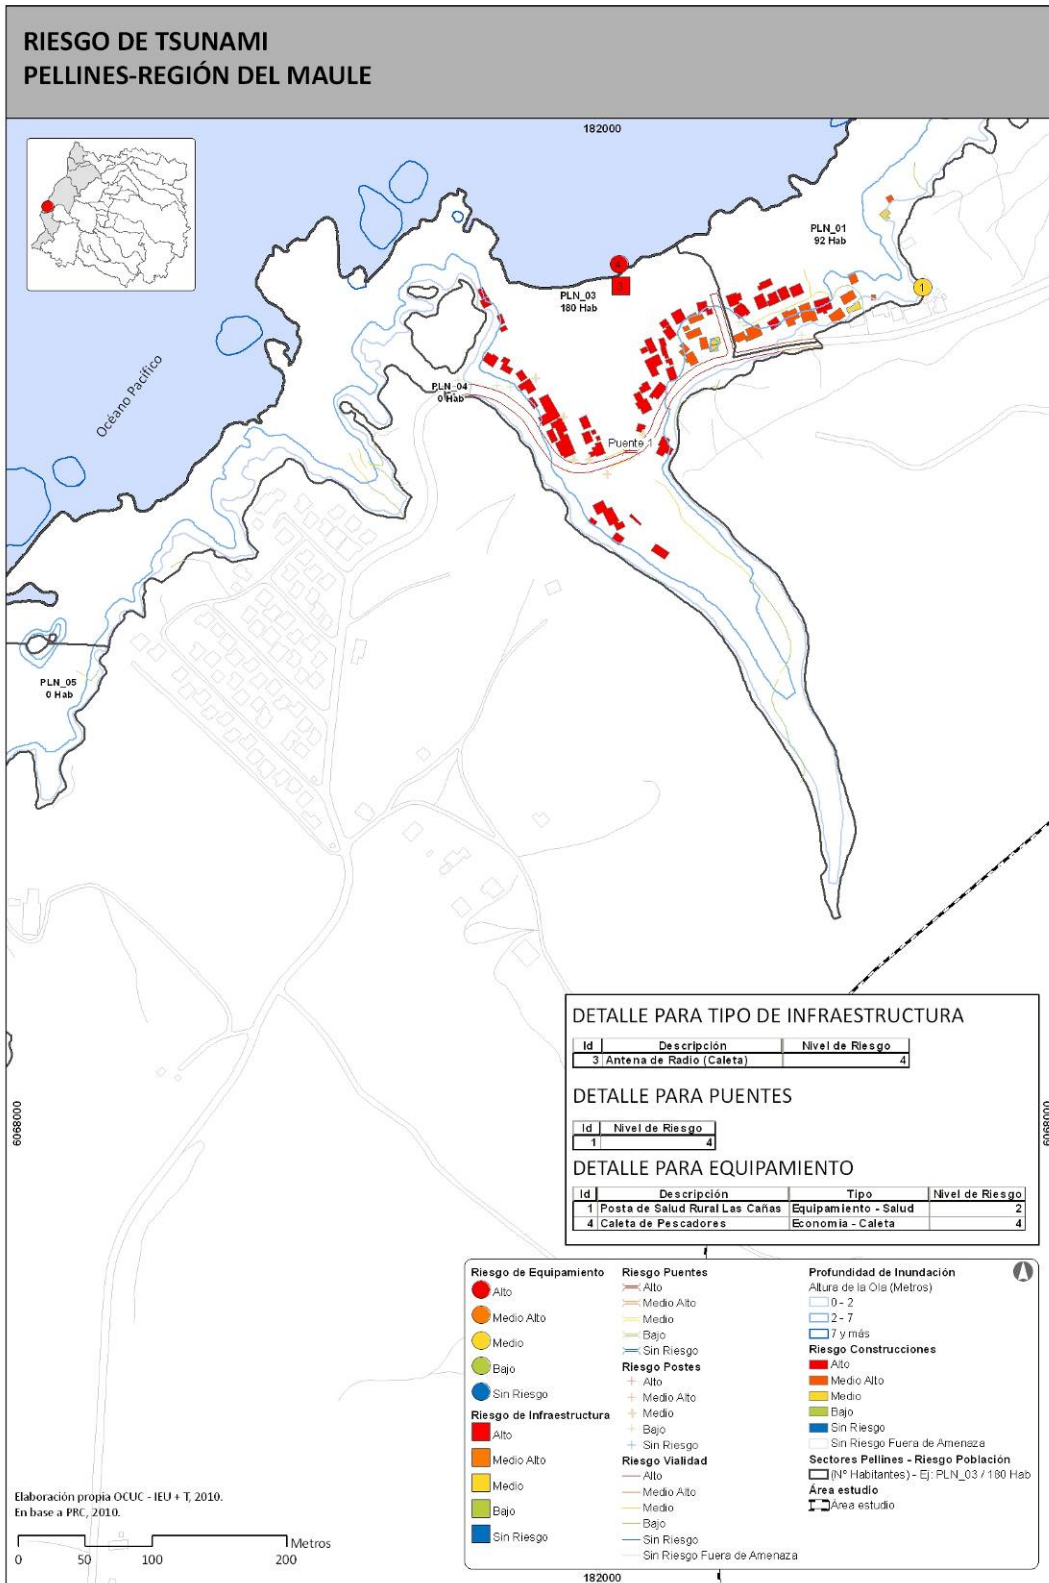 RIESGO DE TSUNAMI
PELLINES-REGIÓN DEL MAULE
182000
PLN_01
92 Hab
4
3
PLN_03
180 Hab
1
Océano Pacífico
PLN_04
0 Hab
Puente 1
PLN_05
0 Hab
6068000
6068000
DETALLE PARA TIPO DE INFRAESTRUCTURA
Id Descripción Nivel de Riesgo
3 Antena de Radio (Caleta) 4
DETALLE PARA PUENTES
Id Nivel de Riesgo
1 4
DETALLE PARA EQUIPAMIENTO
Id Descripción Tipo Nivel de Riesgo
1 Posta de Salud Rural Las Cañas Equipamiento - Salud 2
4 Caleta de Pescadores Economia - Caleta 4
Riesgo de Equipamiento
Alto
Medio Alto
Medio
Bajo
Sin Riesgo
Riesgo de Infraestructura
Alto
Medio Alto
Medio
Bajo
Sin Riesgo
Riesgo Puentes
Alto
Medio Alto
Medio
Bajo
Sin Riesgo
Riesgo Postes
Alto
Medio Alto
Medio
Bajo
Sin Riesgo
Riesgo Vialidad
Alto
Medio Alto
Medio
Bajo
Sin Riesgo
Sin Riesgo Fuera de Amenaza
Profundidad de Inundación
Altura de la Ola (Metros)
0 - 2
2 - 7
7 y más
Riesgo Construcciones
Alto
Medio Alto
Medio
Bajo
Sin Riesgo
Sin Riesgo Fuera de Amenaza
Sectores Pellines - Riesgo Población
(Nº Habitantes) - Ej: PLN_03 / 180 Hab
Área estudio
Área estudio
Elaboración propia OCUC - IEU + T, 2010.
En base a PRC, 2010.
Metros
0 50 100 200
182000